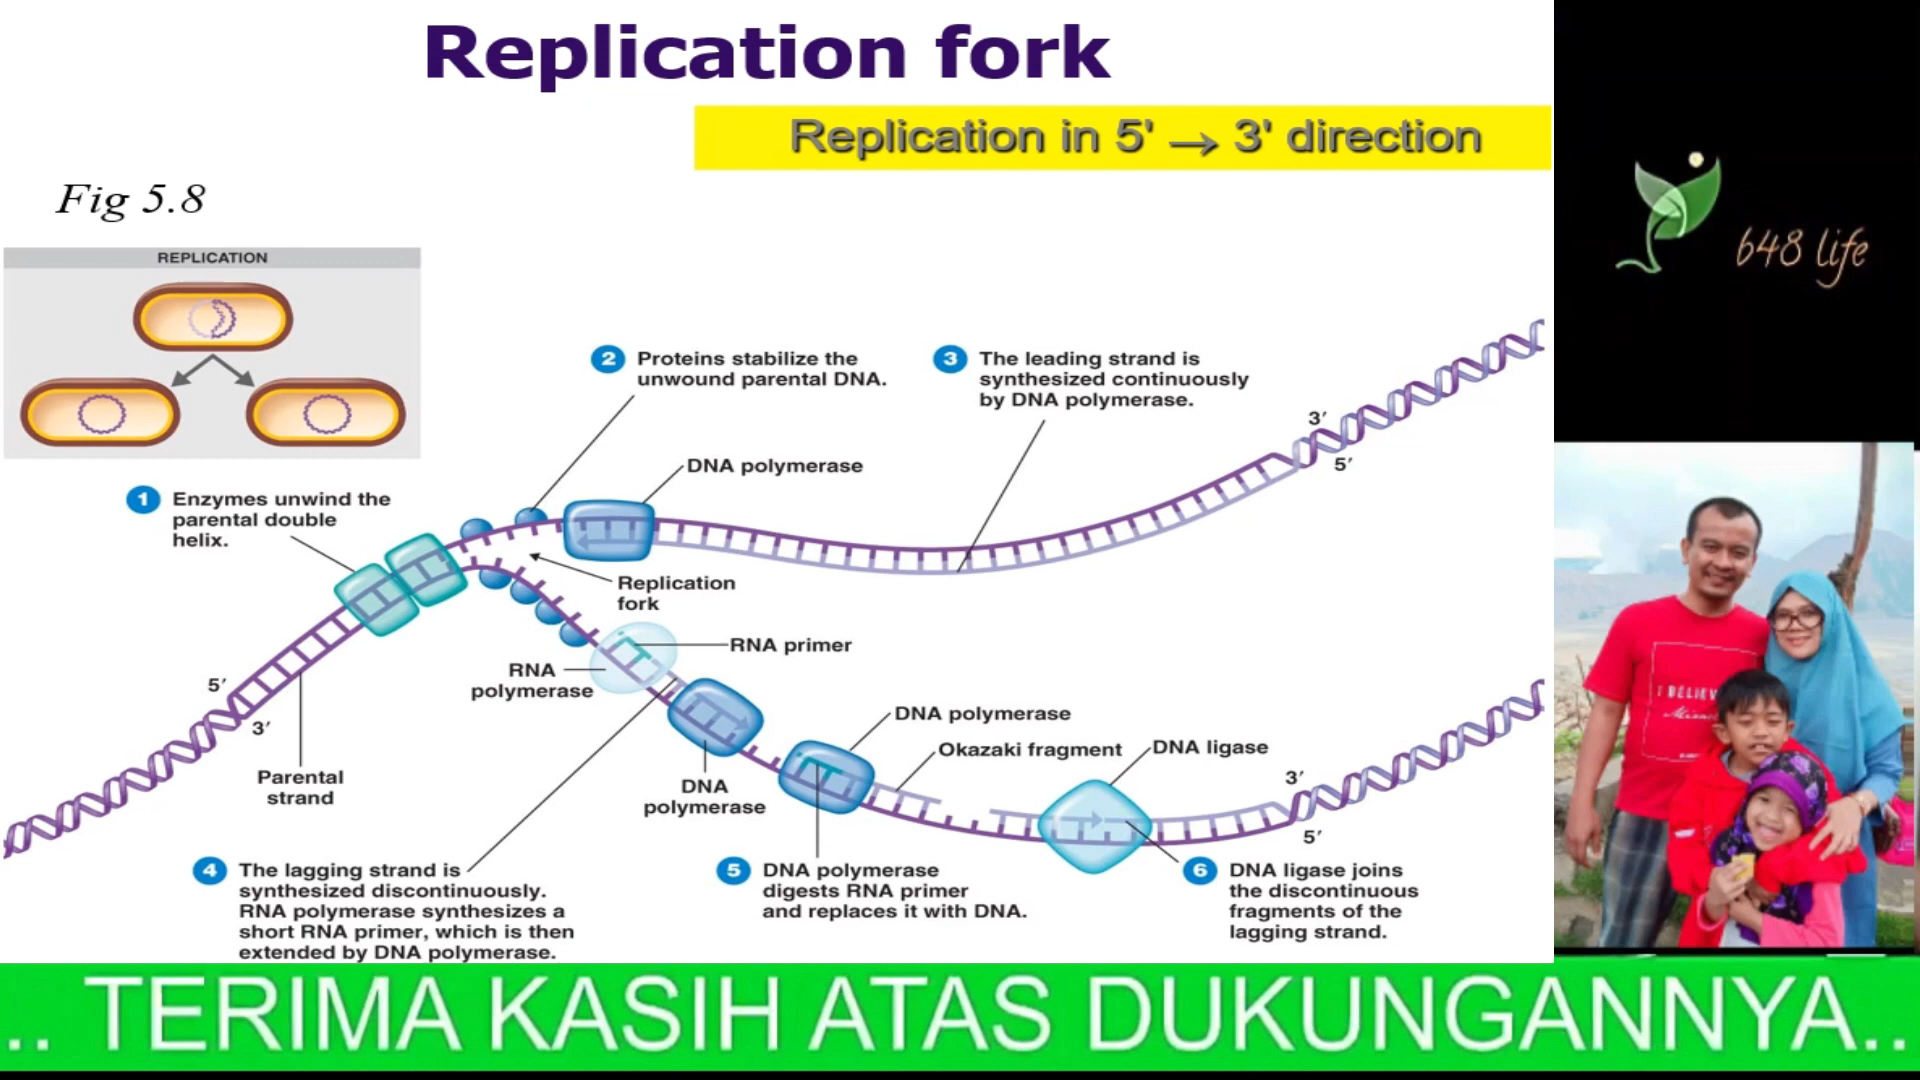 Replication fork
Replication in 5' → 3' direction
Fig 5.8
648 life
REPLICATION
2 Proteins stabilize the
unwound parental DNA.
3 The leading strand is
synthesized continuously
by DNA polymerase.
3′
5′
DNA polymerase
1 Enzymes unwind the
parental double
helix.
Replication
fork
RNA primer
RNA
polymerase
5′
3′
Parental
strand
DNA
polymerase
DNA polymerase
Okazaki fragment
DNA ligase
3′
5′
4 The lagging strand is
synthesized discontinuously.
RNA polymerase synthesizes a
short RNA primer, which is then
extended by DNA polymerase.
5 DNA polymerase
digests RNA primer
and replaces it with DNA.
6 DNA ligase joins
the discontinuous
fragments of the
lagging strand.
.. TERIMA KASIH ATAS DUKUNGANNYA..